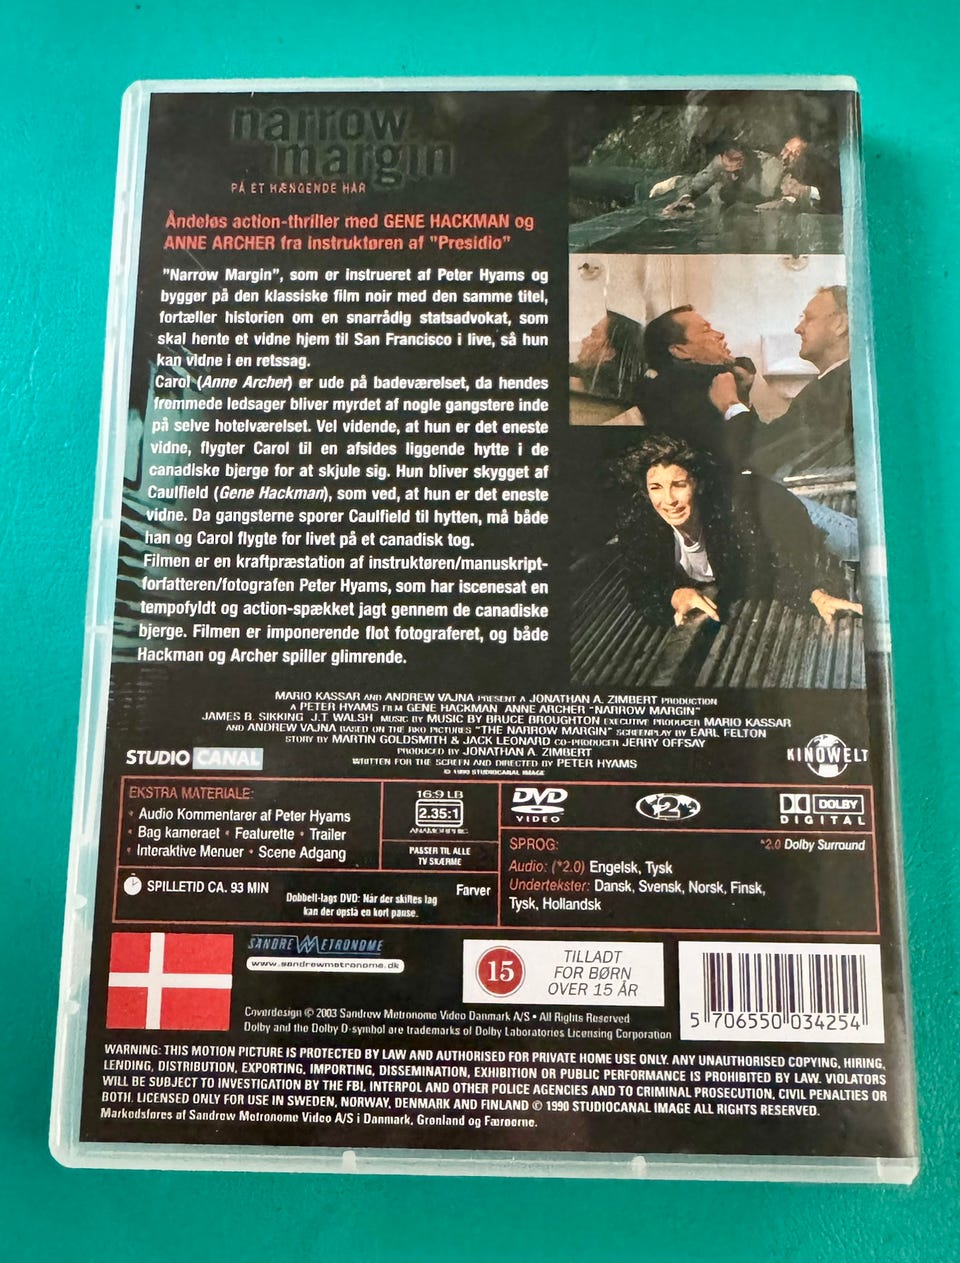 narrow
margin
PÅ ET HÆNGENDE HÅR
Åndeløs action-thriller med GENE HACKMAN og
ANNE ARCHER fra instruktøren af "Presidio"
"Narrow Margin", som er instrueret af Peter Hyams og
bygger på den klassiske film noir med den samme titel,
fortæller historien om en snarrådig statsadvokat, som
skal hente et vidne hjem til San Francisco i live, så hun
kan vidne i en retssag.
Carol (Anne Archer) er ude på badeværelset, da hendes
fremmede ledsager bliver myrdet af nogle gangstere inde
på selve hotelværelset. Vel vidende, at hun er det eneste
vidne, flygter Carol til en afsides liggende hytte i de
canadiske bjerge for at skjule sig. Hun bliver skygget af
Caulfield (Gene Hackman), som ved, at hun er det eneste
vidne. Da gangsterne sporer Caulfield til hytten, må både
han og Carol flygte for livet på et canadisk tog.
Filmen er en kraftpræstation af instruktøren/manuskript-
forfatteren/fotografen Peter Hyams, som har iscenesat en
tempofyldt og action-spækket jagt gennem de canadiske
bjerge. Filmen er imponerende flot fotograferet, og både
Hackman og Archer spiller glimrende.
MARIO KASSAR AND ANDREW VAJNA PRESENT A JONATHAN A. ZIMBERT PRODUCTION
A PETER HYAMS FILM GENE HACKMAN ANNE ARCHER "NARROW MARGIN"
JAMES B. SIKKING J.T. WALSH MUSIC BY MUSIC BY BRUCE BROUGHTON EXECUTIVE PRODUCER MARIO KASSAR
AND ANDREW VAJNA BASED ON THE RKO PICTURES "THE NARROW MARGIN" SCREENPLAY BY EARL FELTON
STORY BY MARTIN GOLDSMITH & JACK LEONARD CO-PRODUCER JERRY OFFSAY
PRODUCED BY JONATHAN A. ZIMBERT
WRITTEN FOR THE SCREEN AND DIRECTED BY PETER HYAMS
© 1990 STUDIOCANAL IMAGE
STUDIO CANAL
KINOWELT
EKSTRA MATERIALE:
• Audio Kommentarer af Peter Hyams
• Bag kameraet • Featurette • Trailer
• Interaktive Menuer • Scene Adgang
16:9 LB
2.35:1
ANAMORPHIC
PASSER TIL ALLE
TV SKÆRME
DVD
VIDEO
2
DOLBY
DIGITAL
SPROG:
*2.0 Dolby Surround
Audio: (*2.0) Engelsk, Tysk
Undertekster: Dansk, Svensk, Norsk, Finsk,
Tysk, Hollandsk
SPILLETID CA. 93 MIN
Farver
Dobbelt-lags DVD: Når der skiftes lag
kan der opstå en kort pause.
SANDREW METRONOME
www.sandrewmetronome.dk
15
TILLADT
FOR BØRN
OVER 15 ÅR
5 706550 034254
Coverdesign © 2003 Sandrew Metronome Video Danmark A/S • All Rights Reserved
Dolby and the Dolby D-symbol are trademarks of Dolby Laboratories Licensing Corporation
WARNING: THIS MOTION PICTURE IS PROTECTED BY LAW AND AUTHORISED FOR PRIVATE HOME USE ONLY. ANY UNAUTHORISED COPYING, HIRING,
LENDING, DISTRIBUTION, EXPORTING, IMPORTING, DISSEMINATION, EXHIBITION OR PUBLIC PERFORMANCE IS PROHIBITED BY LAW. VIOLATORS
WILL BE SUBJECT TO INVESTIGATION BY THE FBI, INTERPOL AND OTHER POLICE AGENCIES AND TO CRIMINAL PROSECUTION, CIVIL PENALTIES OR
BOTH. LICENSED ONLY FOR USE IN SWEDEN, NORWAY, DENMARK AND FINLAND © 1990 STUDIOCANAL IMAGE ALL RIGHTS RESERVED.
Markedsføres af Sandrew Metronome Video A/S i Danmark, Grønland og Færøerne.